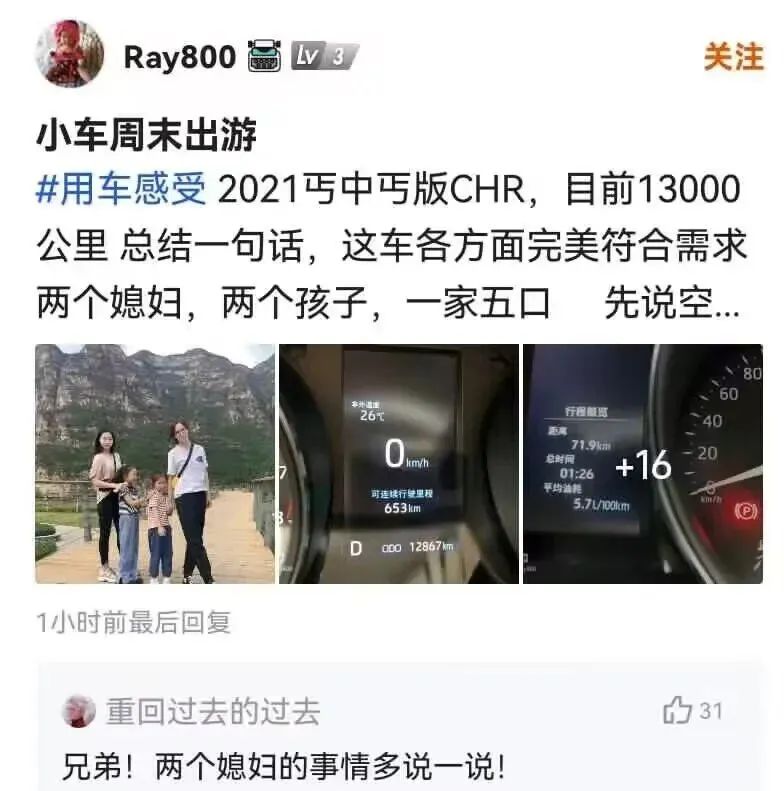 Ray800 Lv 3
关注
小车周末出游
#用车感受 2021丐中丐版CHR，目前13000
公里 总结一句话，这车各方面完美符合需求
两个媳妇，两个孩子，一家五口 先说空...
车外温度
26℃
0 km/h
可连续行驶里程
653km
D ODO 12867km
行程概览
距离
71.9km
总时间
01:26
平均油耗
5.7L/100km
+16
80
60
40
20
0
km/h
P
1小时前最后回复
重回过去的过去
31
兄弟！两个媳妇的事情多说一说！